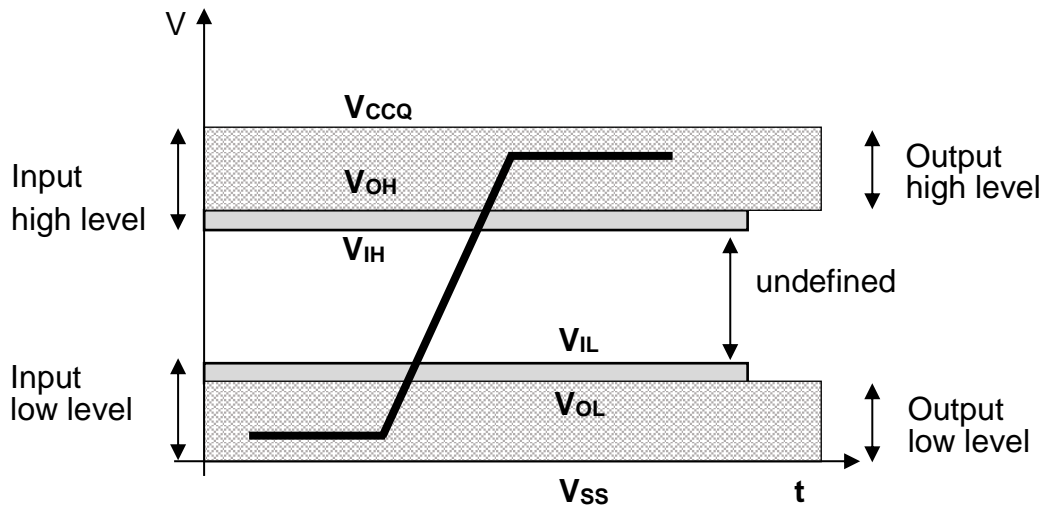 V
VCCQ
Input
high level
VOH
Output
high level
VIH
undefined
VIL
Input
low level
VOL
Output
low level
VSS
t